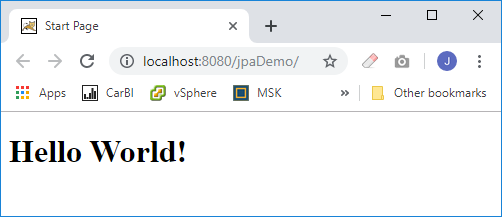 Start Page
localhost:8080/jpaDemo/
J
Apps CarBI vSphere MSK » Other bookmarks
Hello World!